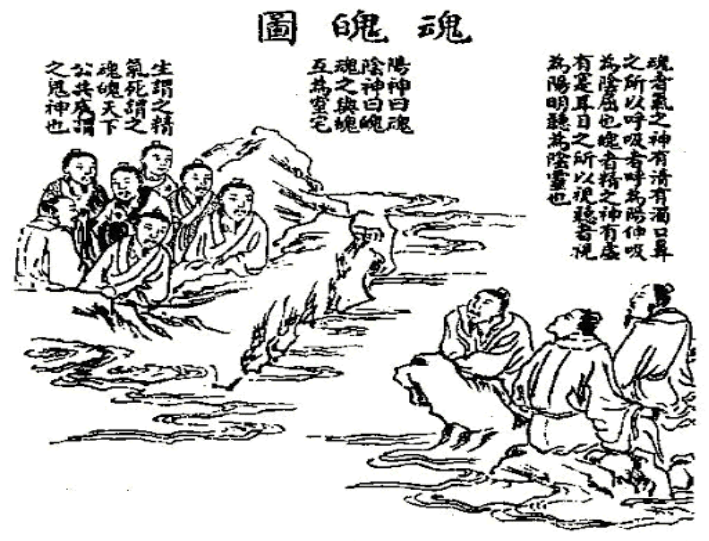 魂魄圖
魂者氣之神有清有濁口鼻
之所以呼吸者呼為陽伸吸
為陰屈也魄者精之神有虛
有寔耳目之所以視聽者視
為陽明聽為陰靈也
陽神曰魂
陰神曰魄
魂之與魄
互為室宅
生謂之精
氣死謂之
魂魄天下
公共底謂
之鬼神也